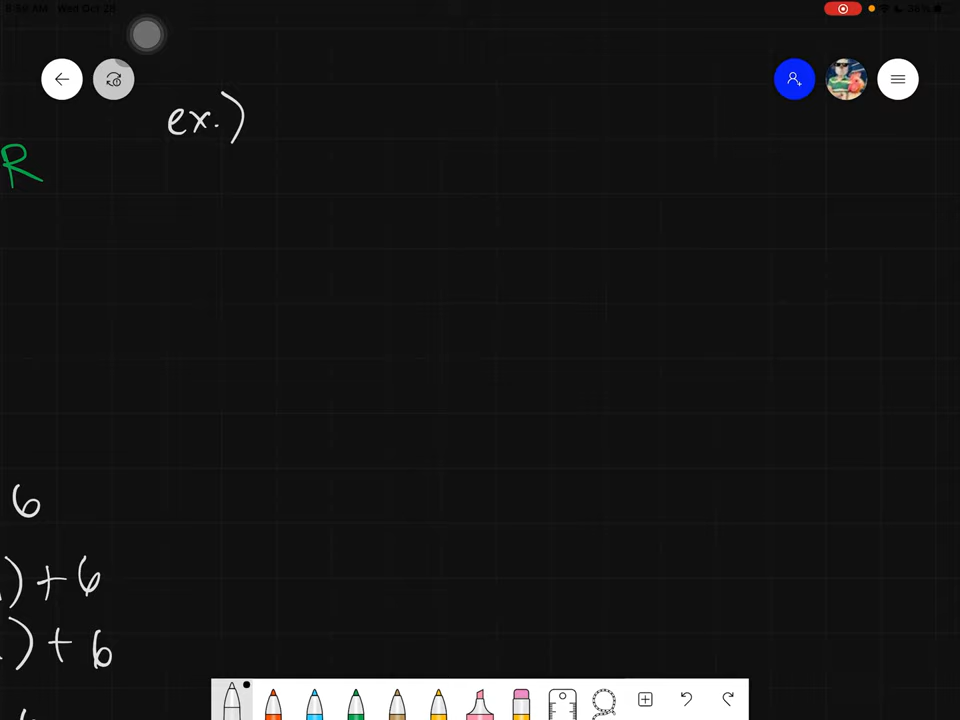 ex.)
R
6
) + 6
) + 6